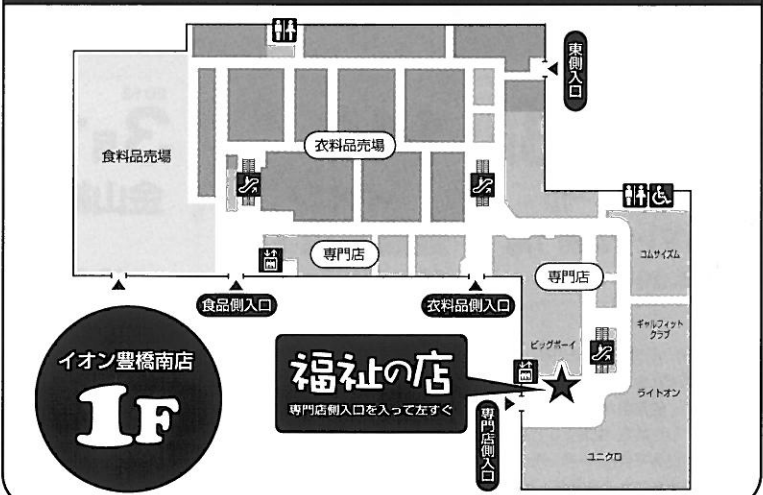 東側入口
食料品売場
衣料品売場
専門店
専門店
コムサイズム
食品側入口
衣料品側入口
ギャルフィット
クラブ
ビッグボーイ
ライトオン
イオン豊橋南店
1F
福祉の店
専門店側入口を入って左すぐ
専門店側入口
ユニクロ